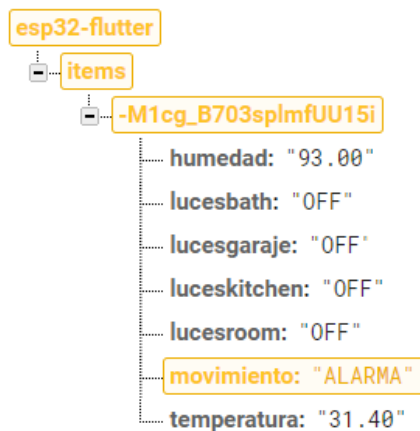 esp32-flutter
items
-M1cg_B703splmfUU15i
humedad: "93.00"
lucesbath: "OFF"
lucesgaraje: "OFF"
luceskitchen: "OFF"
lucesroom: "OFF"
movimiento: "ALARMA"
temperatura: "31.40"